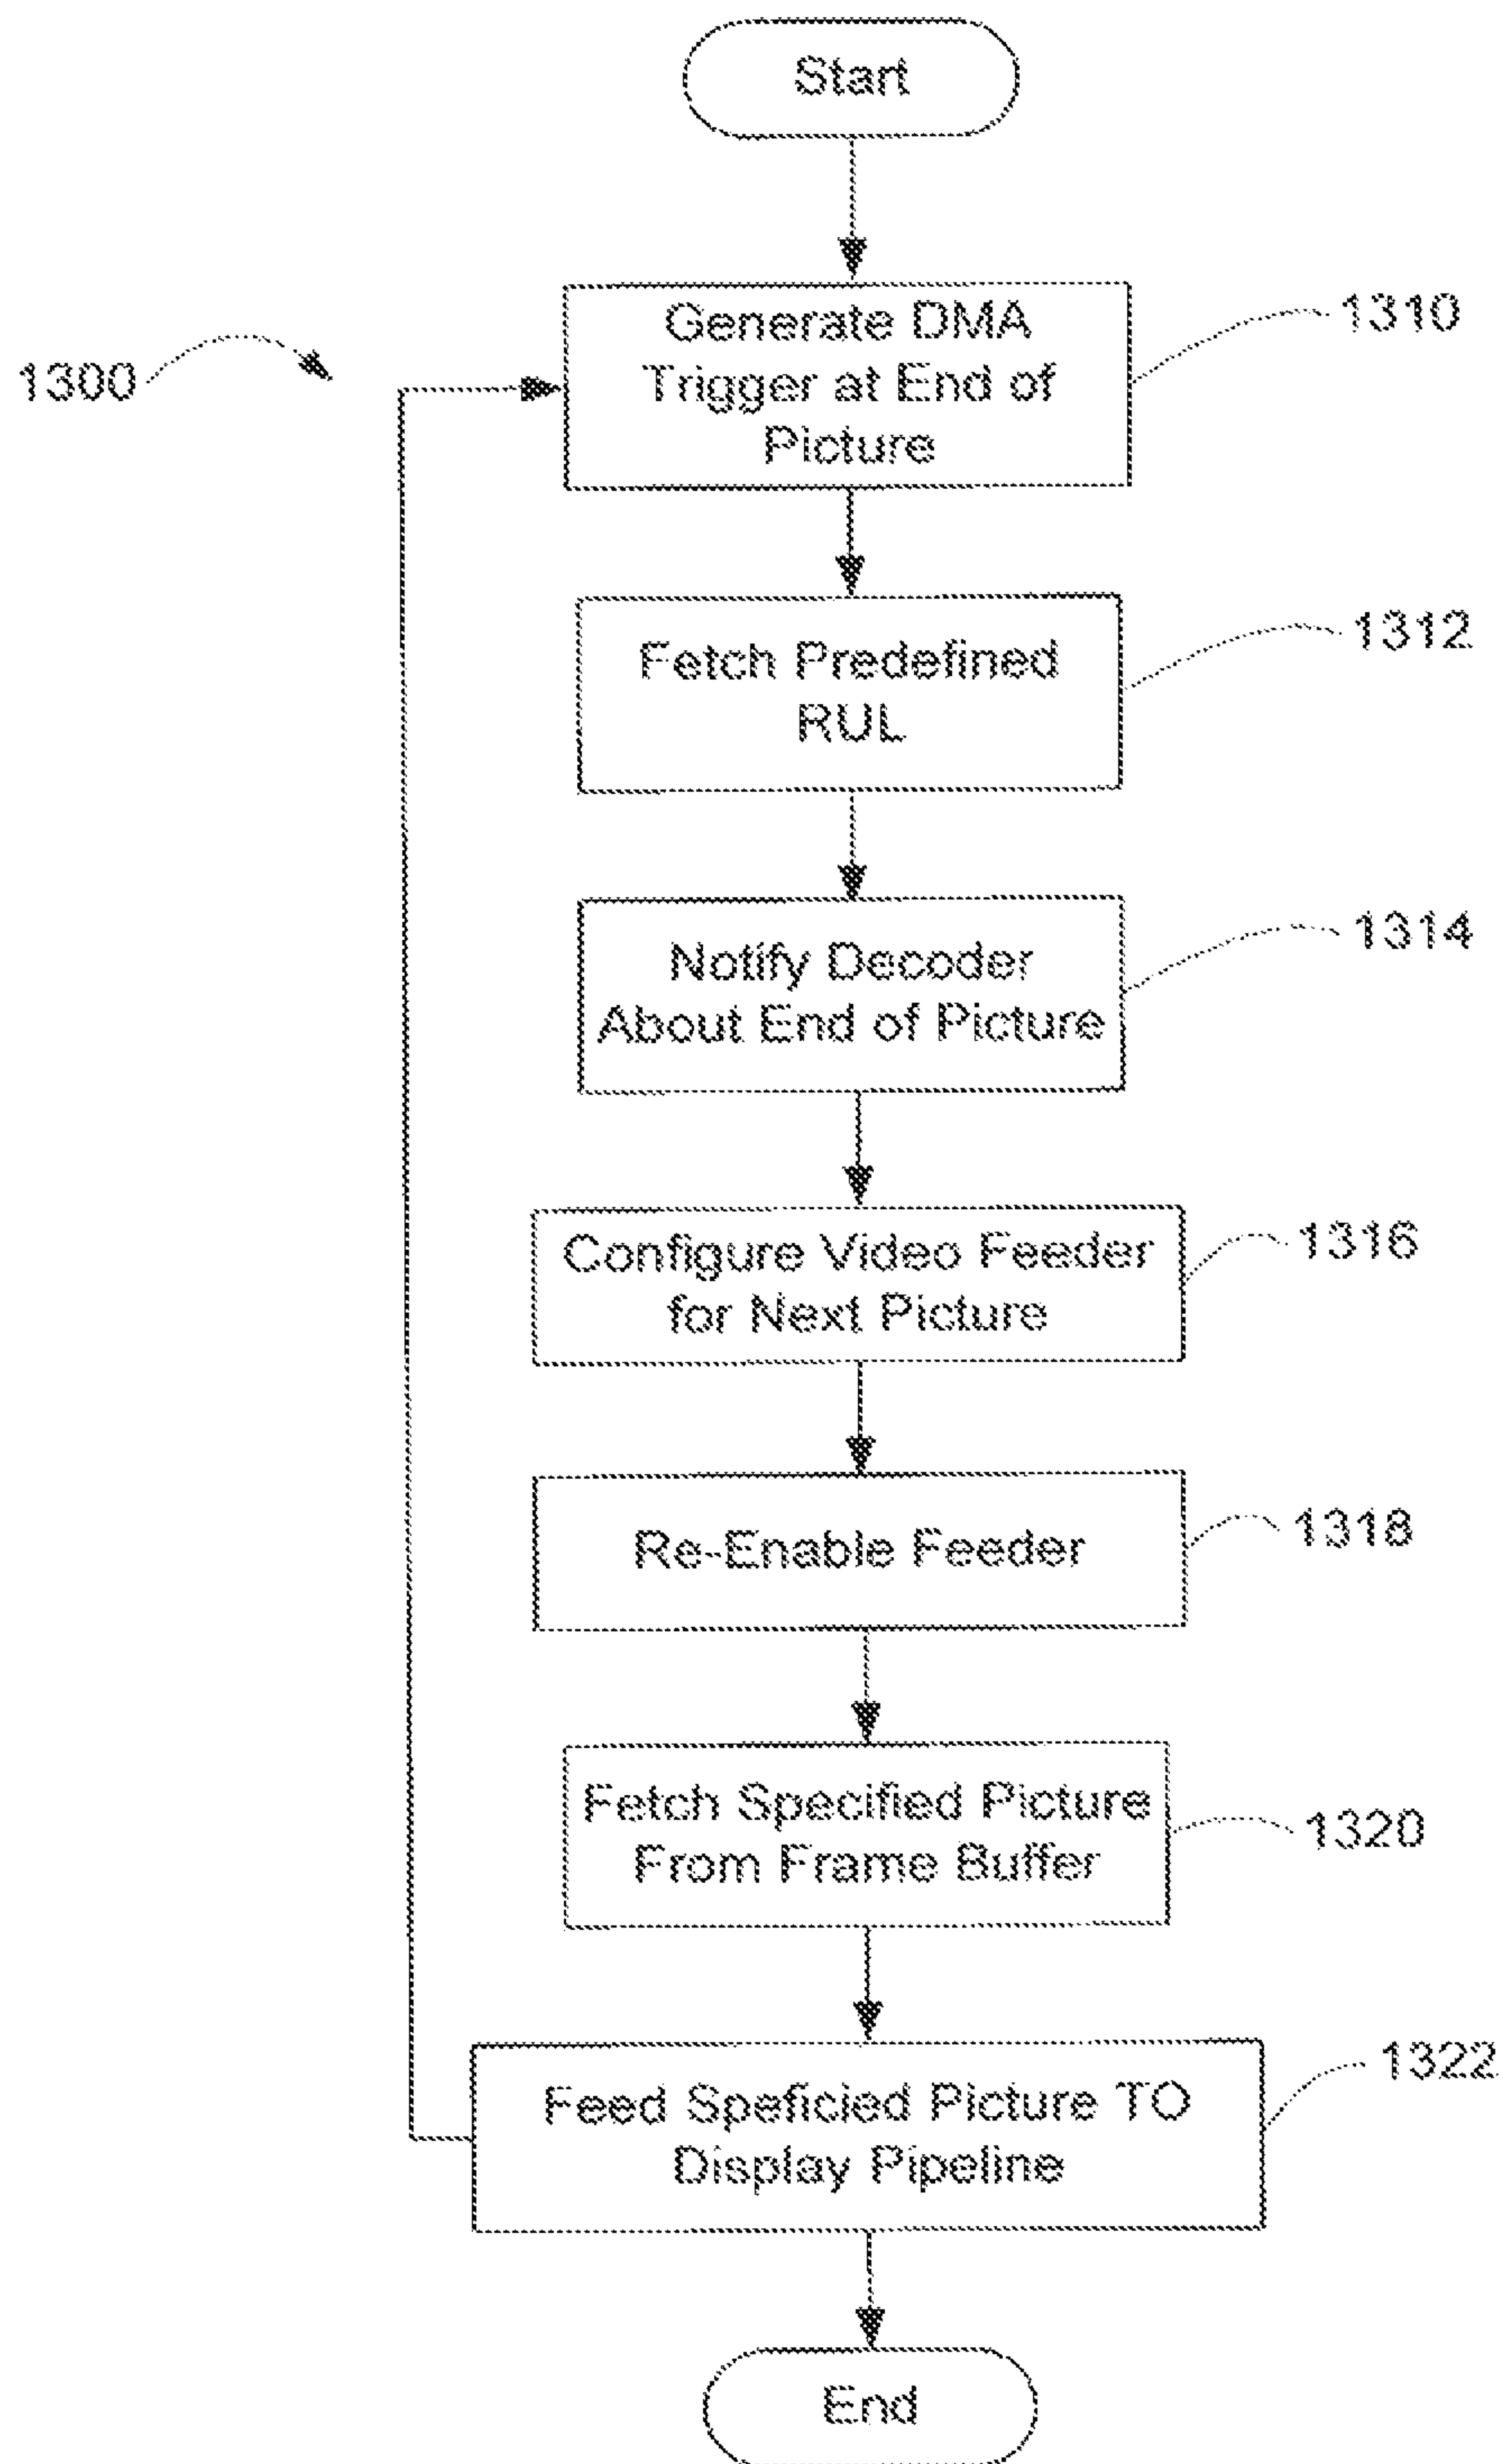 Start
1300
Generate DMA
Trigger at End of
Picture
1310
Fetch Predefined
RUL
1312
Notify Decoder
About End of Picture
1314
Configure Video Feeder
for Next Picture
1316
Re-Enable Feeder
1318
Fetch Specified Picture
From Frame Buffer
1320
Feed Speficied Picture TO
Display Pipeline
1322
End